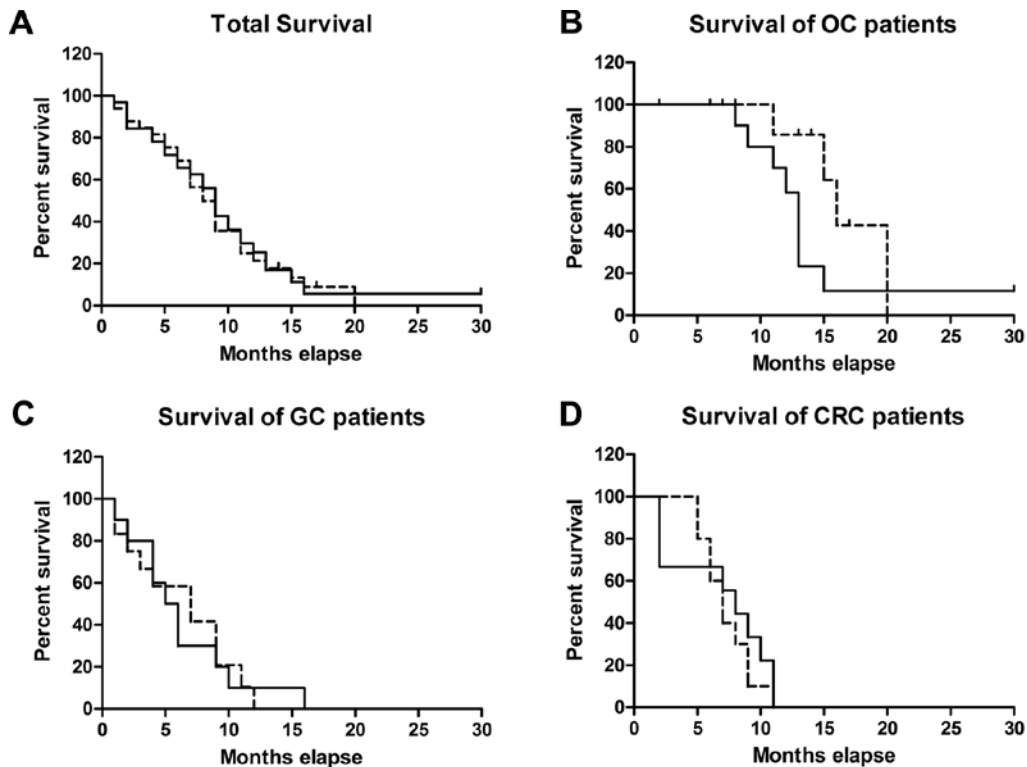 A
Total Survival
120
100
80
60
40
20
0
Percent survival
0 5 10 15 20 25 30
Months elapse
B
Survival of OC patients
120
100
80
60
40
20
0
Percent survival
0 5 10 15 20 25 30
Months elapse
C
Survival of GC patients
120
100
80
60
40
20
0
Percent survival
0 5 10 15 20 25 30
Months elapse
D
Survival of CRC patients
120
100
80
60
40
20
0
Percent survival
0 5 10 15 20 25 30
Months elapse